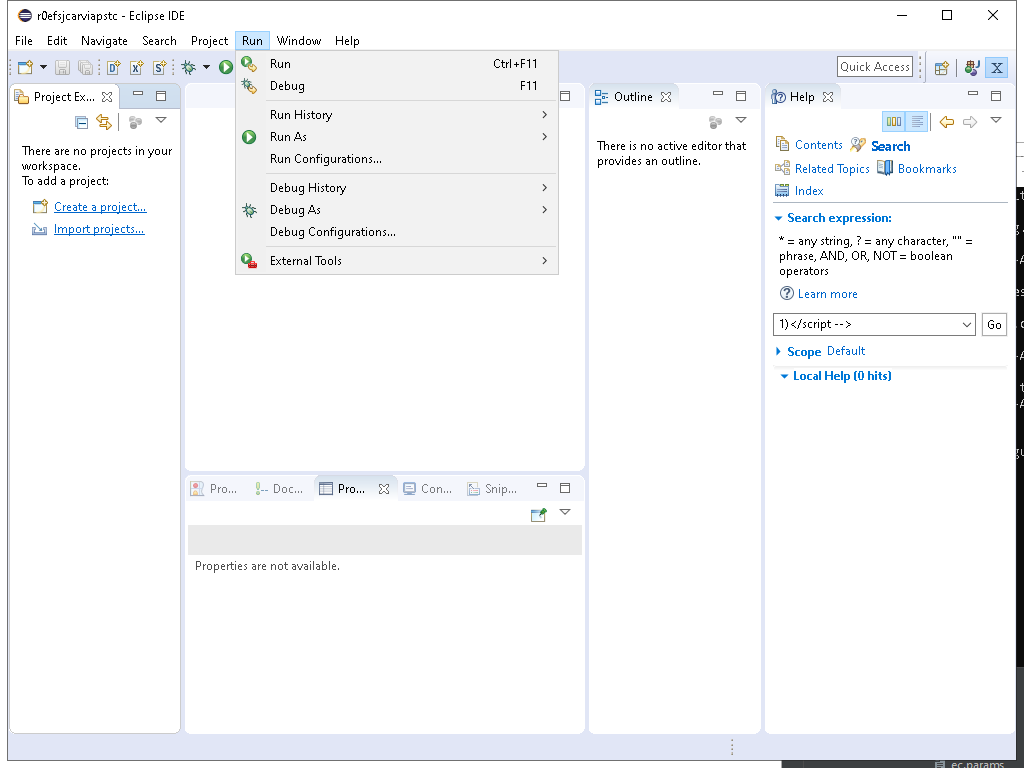 r0efsjcarviapstc - Eclipse IDE
File Edit Navigate Search Project Run Window Help
Quick Access
Project Ex...
There are no projects in your
workspace.
To add a project:
Create a project...
Import projects...
Run Ctrl+F11
Debug F11
Run History
Run As
Run Configurations...
Debug History
Debug As
Debug Configurations...
External Tools
Outline
There is no active editor that
provides an outline.
Help
Contents Search
Related Topics Bookmarks
Index
Search expression:
* = any string, ? = any character, "" =
phrase, AND, OR, NOT = boolean
operators
Learn more
1)</script --> Go
Scope Default
Local Help (0 hits)
Pro... Doc... Pro... Con... Snip...
Properties are not available.
ec.params